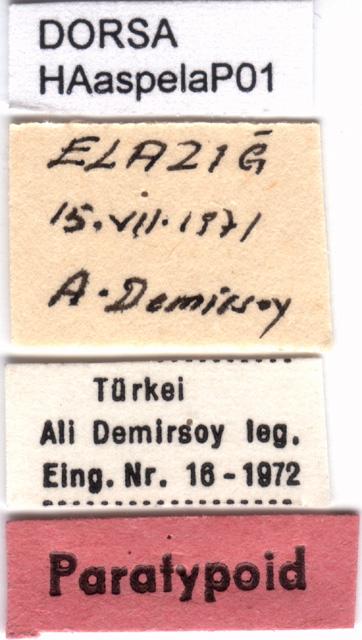 DORSA
HAaspelaP01
ELAZIĞ
15.VII.1971
A.Demirsoy
Türkei
Ali Demirsoy leg.
Eing. Nr. 16-1972
Paratypoid